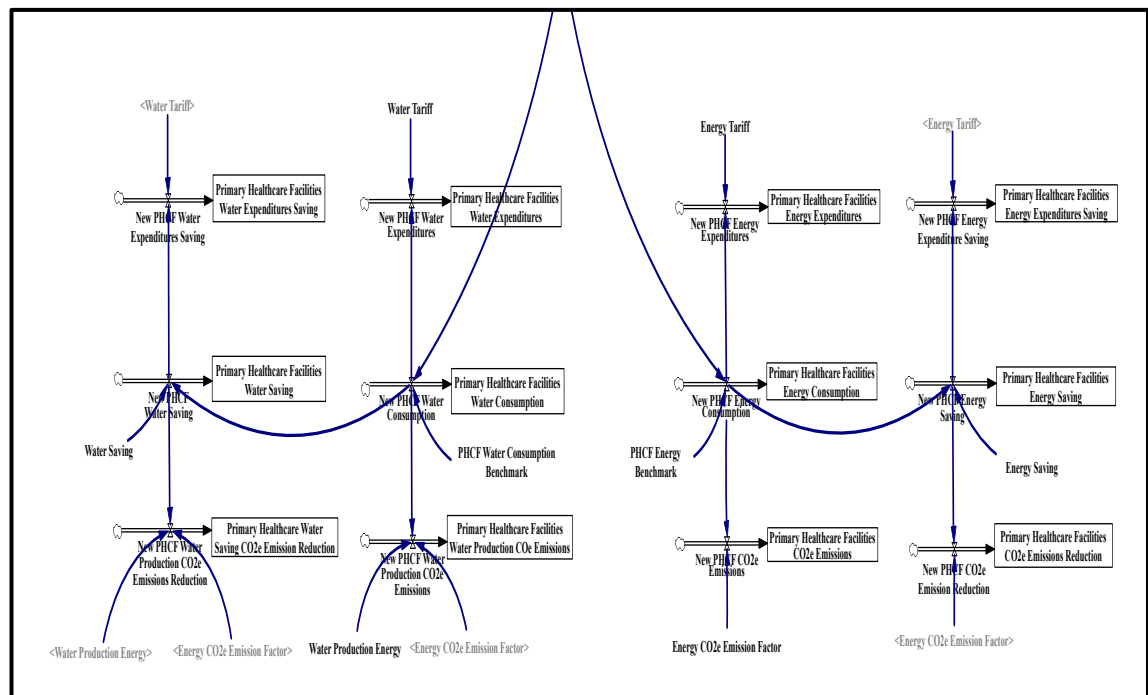 <Water Tariff>
Water Tariff
Energy Tariff
<Energy Tariff>
Primary Healthcare Facilities
Water Expenditures Saving
New PHCF Water
Expenditures Saving
Primary Healthcare Facilities
Water Expenditures
New PHCF Water
Expenditures
Primary Healthcare Facilities
Energy Expenditures
New PHCF Energy
Expenditures
Primary Healthcare Facilities
Energy Expenditures Saving
New PHCF Energy
Expenditure Saving
Primary Healthcare Facilities
Water Saving
New PHCF
Water Saving
Water Saving
Primary Healthcare Facilities
Water Consumption
New PHCF Water
Consumption
PHCF Water Consumption
Benchmark
Primary Healthcare Facilities
Energy Consumption
New PHCF Energy
Consumption
PHCF Energy
Benchmark
Primary Healthcare Facilities
Energy Saving
New PHCF Energy
Saving
Energy Saving
Primary Healthcare Water
Saving CO2e Emission Reduction
New PHCF Water
Production CO2e
Emissions Reduction
Primary Healthcare Facilities
Water Production COe Emissions
New PHCF Water
Production CO2e
Emissions
Primary Healthcare Facilities
CO2e Emissions
New PHCF CO2e
Emissions
Primary Healthcare Facilities
CO2e Emissions Reduction
New PHCF CO2e
Emission Reduction
<Water Production Energy>
<Energy CO2e Emission Factor>
Water Production Energy
<Energy CO2e Emission Factor>
Energy CO2e Emission Factor
<Energy CO2e Emission Factor>